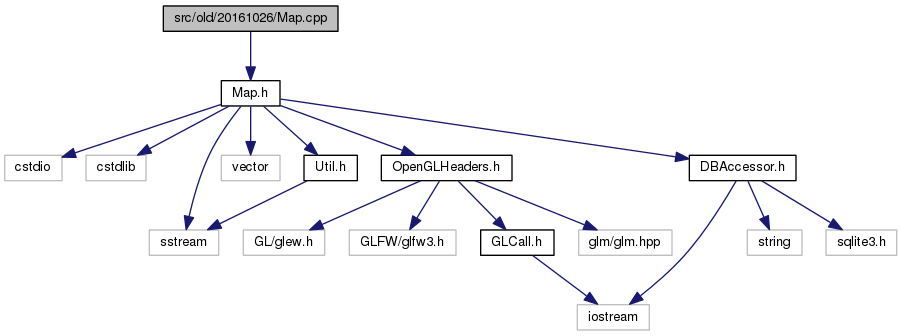 src/old/20161026/Map.cpp
Map.h
cstdio
cstdlib
vector
Util.h
OpenGLHeaders.h
DBAccessor.h
sstream
GL/glew.h
GLFW/glfw3.h
GLCall.h
glm/glm.hpp
string
sqlite3.h
iostream